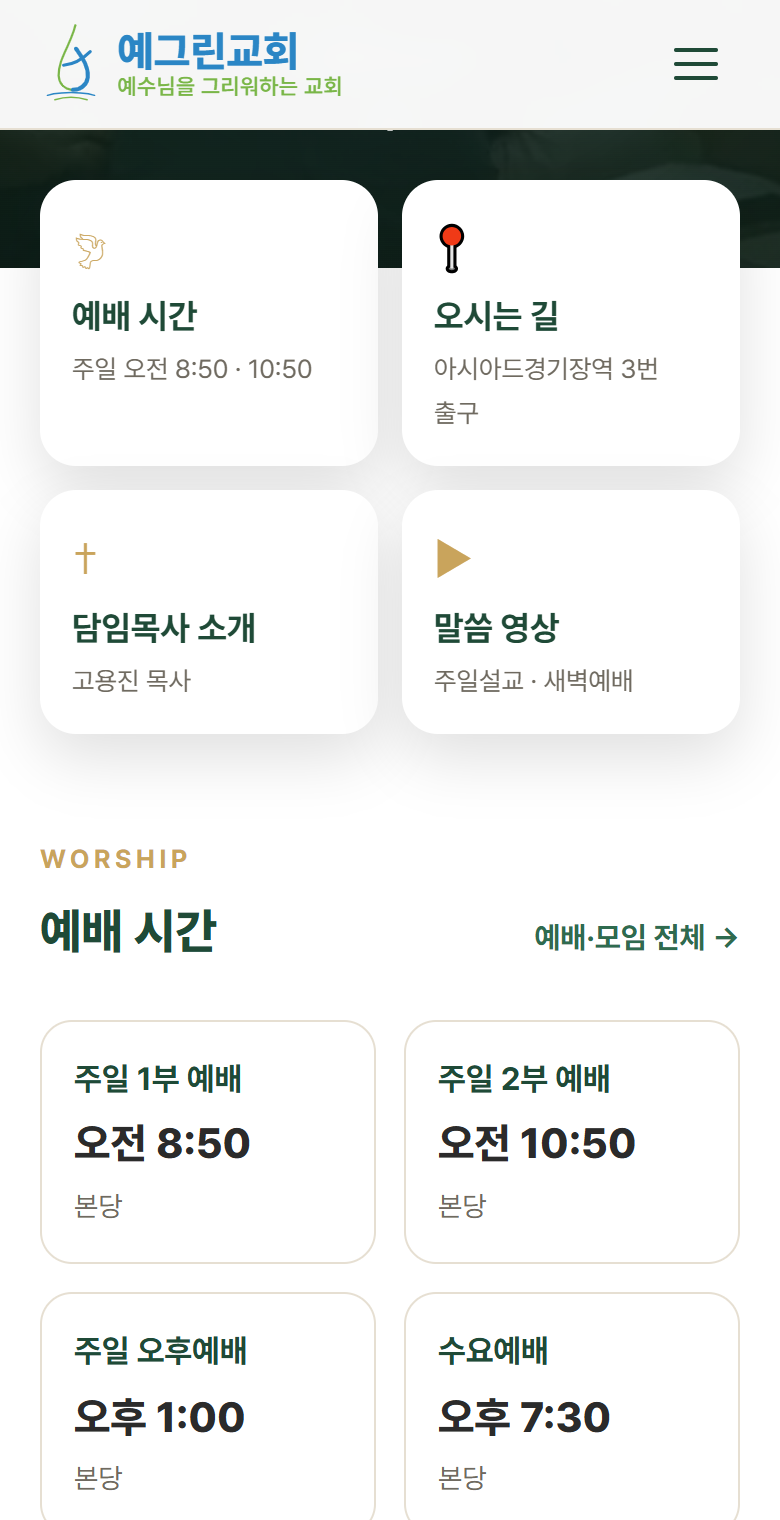 예그린교회
예수님을 그리워하는 교회
예배 시간
주일 오전 8:50 · 10:50
오시는 길
아시아드경기장역 3번
출구
담임목사 소개
고용진 목사
말씀 영상
주일설교 · 새벽예배
WORSHIP
예배 시간
예배·모임 전체 →
주일 1부 예배
오전 8:50
본당
주일 2부 예배
오전 10:50
본당
주일 오후예배
오후 1:00
본당
수요예배
오후 7:30
본당